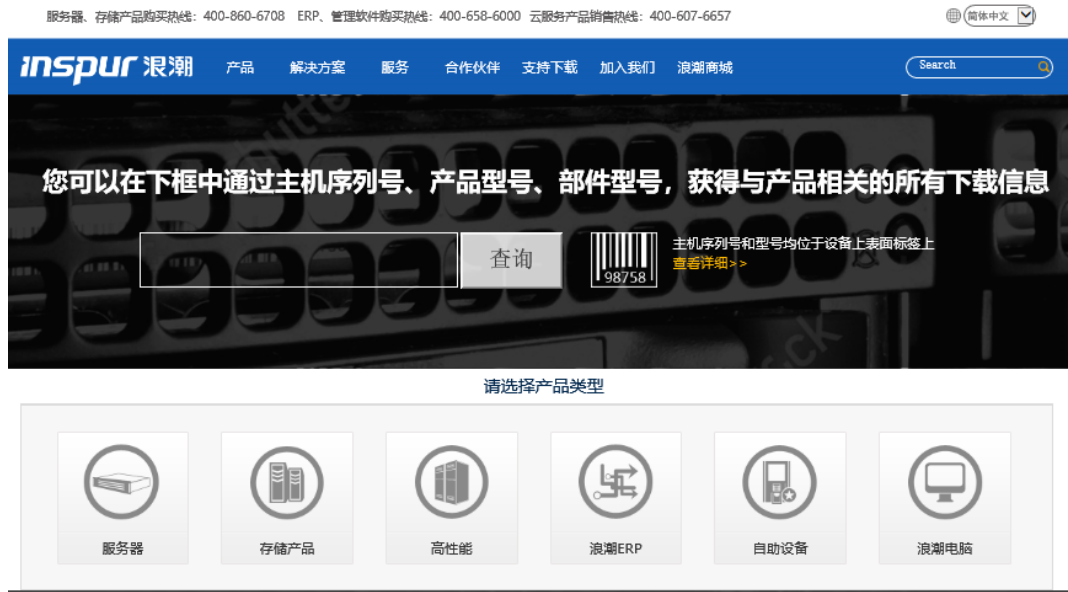 服务器、存储产品购买热线：400-860-6708 ERP、管理软件购买热线：400-658-6000 云服务产品销售热线：400-607-6657 简体中文
inspur 浪潮 产品 解决方案 服务 合作伙伴 支持下载 加入我们 浪潮商城 Search
您可以在下框中通过主机序列号、产品型号、部件型号，获得与产品相关的所有下载信息
查询
98758
主机序列号和型号均位于设备上表面标签上
查看详细>>
请选择产品类型
服务器 存储产品 高性能 浪潮ERP 自助设备 浪潮电脑